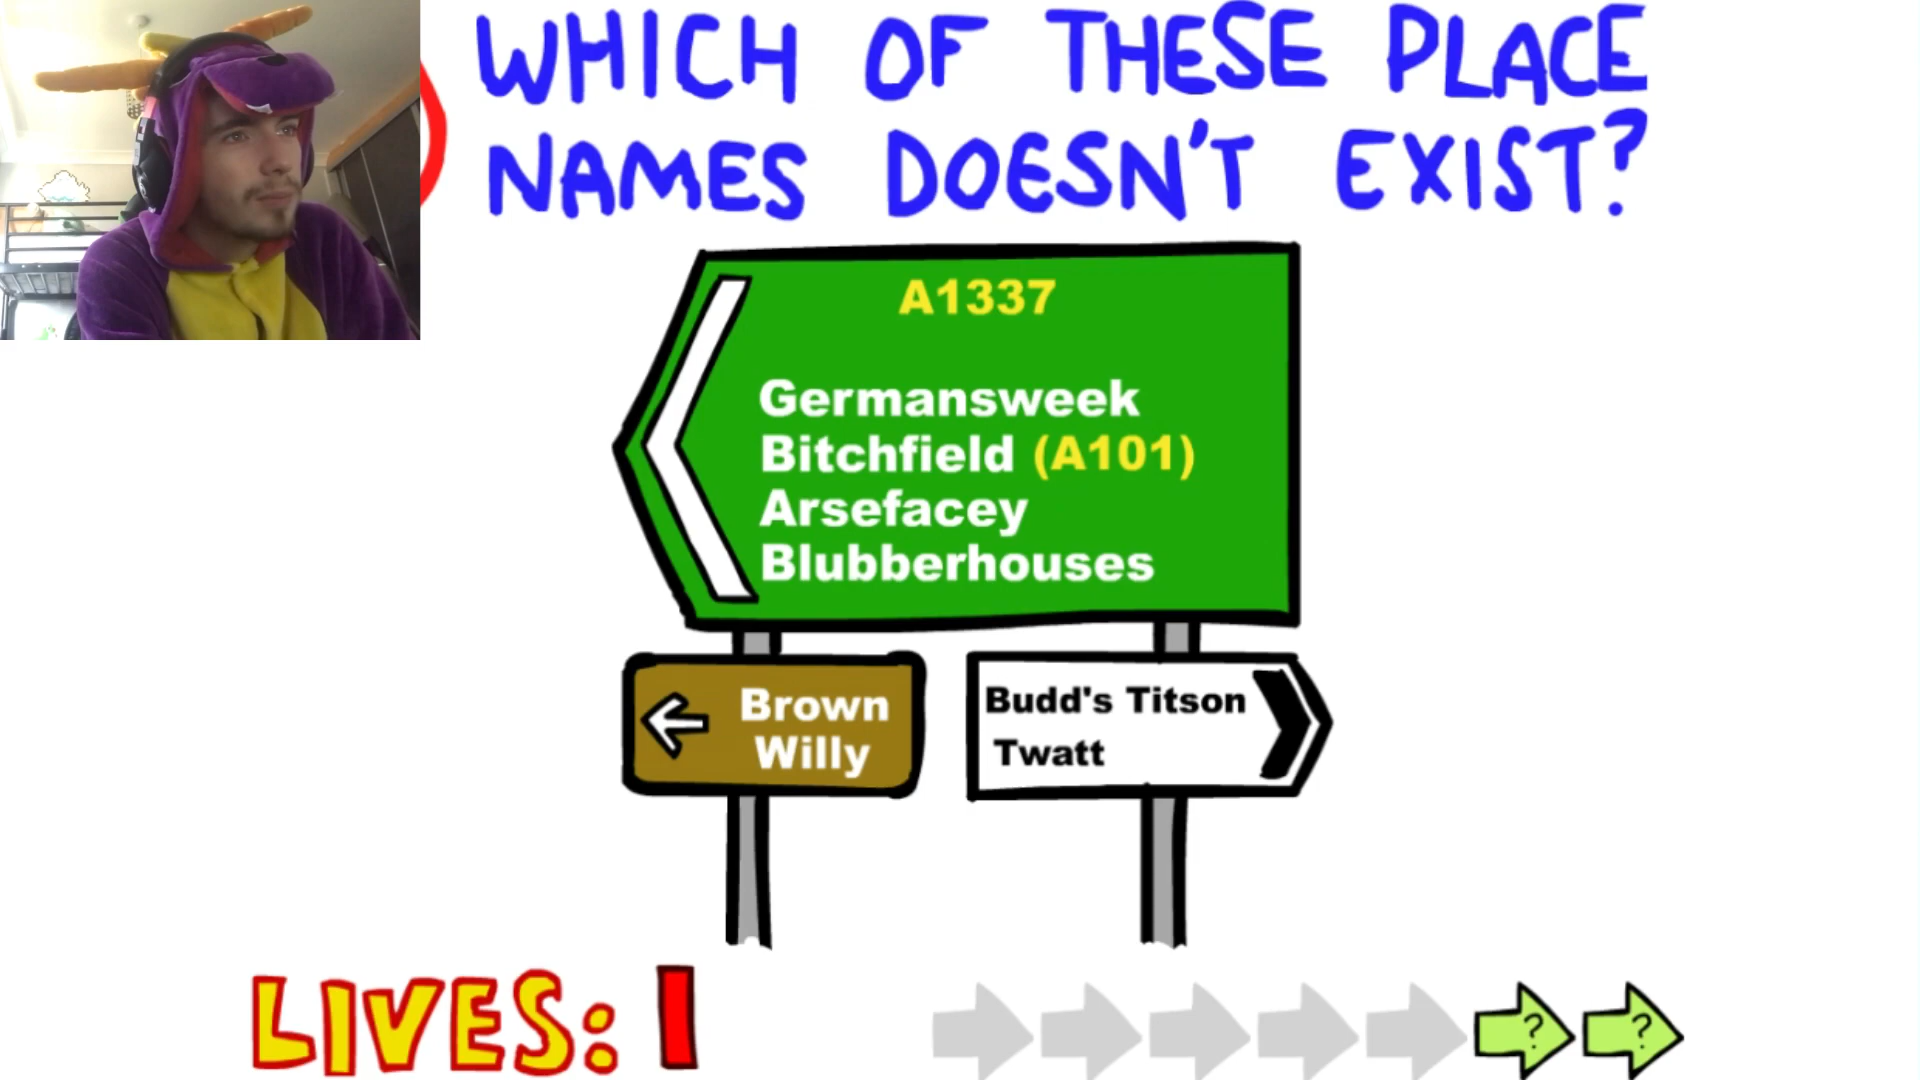 WHICH OF THESE PLACE
NAMES DOESN'T EXIST?
A1337
Germansweek
Bitchfield (A101)
Arsefacey
Blubberhouses
Brown
Willy
Budd's Titson
Twatt
LIVES: 1
? ?